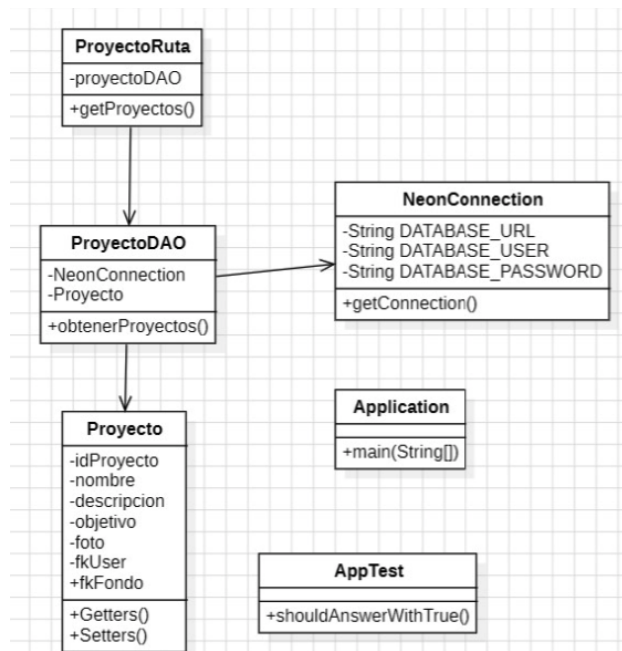 ProyectoRuta
-proyectoDAO
+getProyectos()
ProyectoDAO
-NeonConnection
-Proyecto
+obtenerProyectos()
NeonConnection
-String DATABASE_URL
-String DATABASE_USER
-String DATABASE_PASSWORD
+getConnection()
Proyecto
-idProyecto
-nombre
-descripcion
-objetivo
-foto
-fkUser
+fkFondo
+Getters()
+Setters()
Application
+main(String[])
AppTest
+shouldAnswerWithTrue()